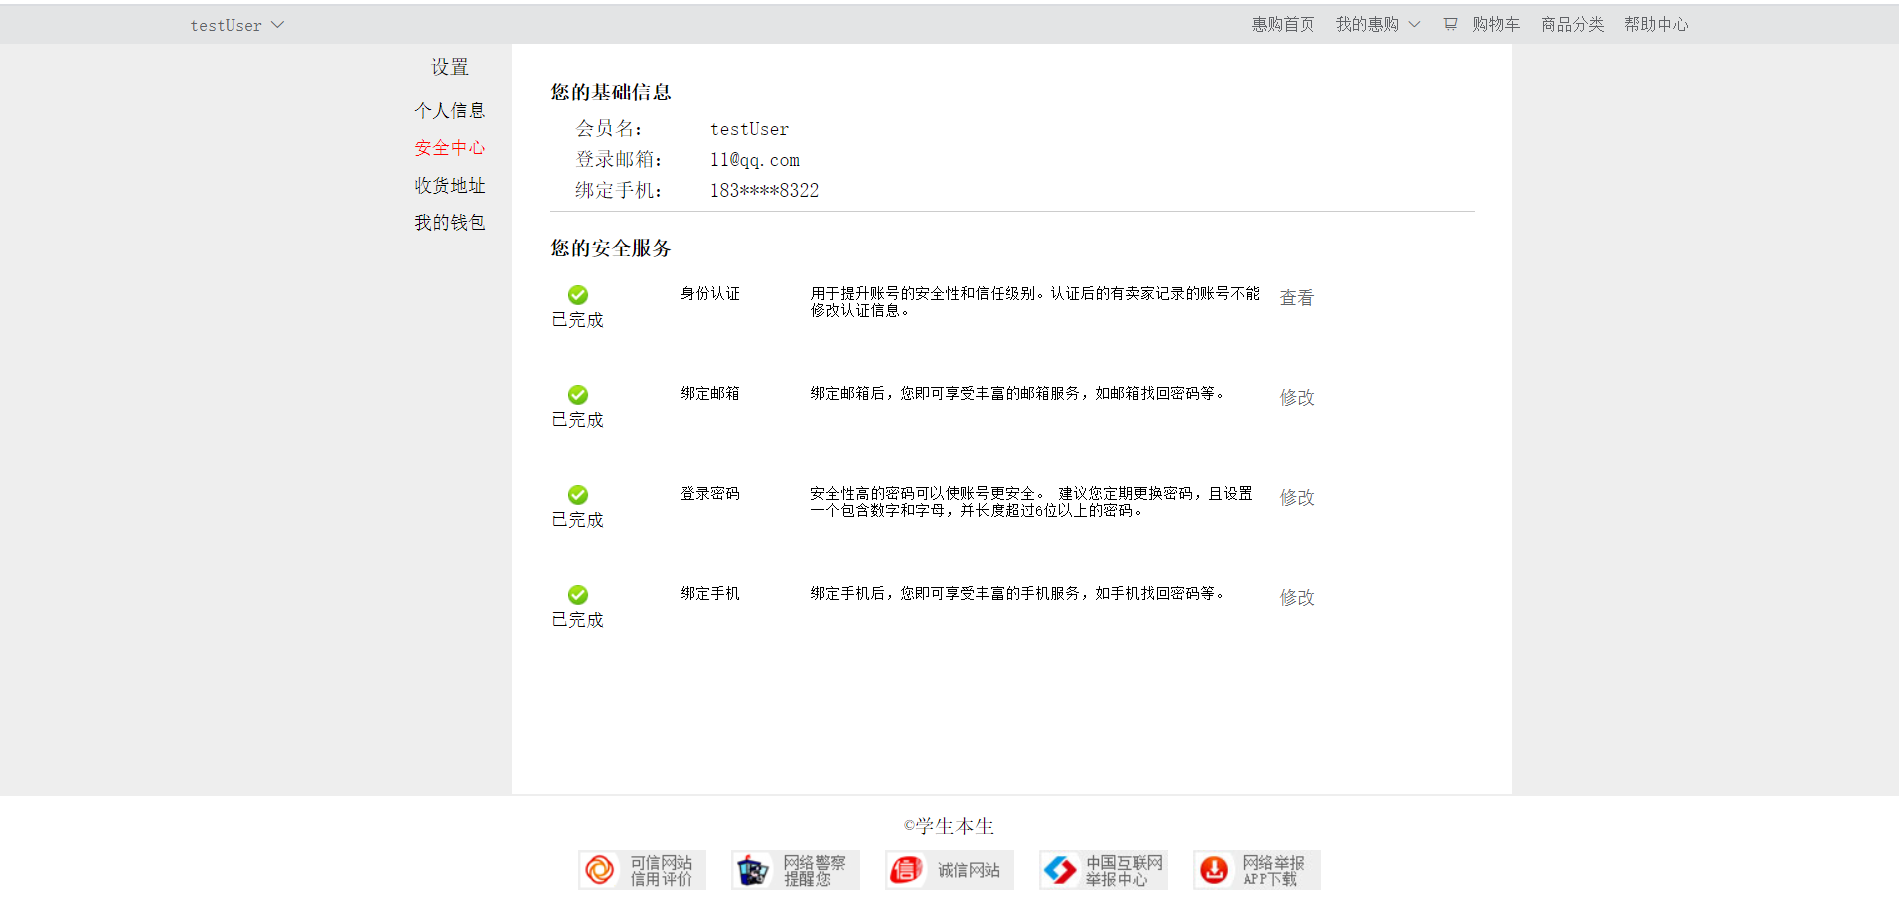 testUser
惠购首页 我的惠购 购物车 商品分类 帮助中心
设置
个人信息
安全中心
收货地址
我的钱包
您的基础信息
会员名： testUser
登录邮箱： 11@qq.com
绑定手机： 183****8322
您的安全服务
已完成
身份认证
用于提升账号的安全性和信任级别。认证后的有卖家记录的账号不能
修改认证信息。
查看
已完成
绑定邮箱
绑定邮箱后，您即可享受丰富的邮箱服务，如邮箱找回密码等。
修改
已完成
登录密码
安全性高的密码可以使账号更安全。 建议您定期更换密码，且设置
一个包含数字和字母，并长度超过6位以上的密码。
修改
已完成
绑定手机
绑定手机后，您即可享受丰富的手机服务，如手机找回密码等。
修改
©学生本生
可信网站
信用评价
网络警察
提醒您
信
诚信网站
中国互联网
举报中心
网络举报
APP下载